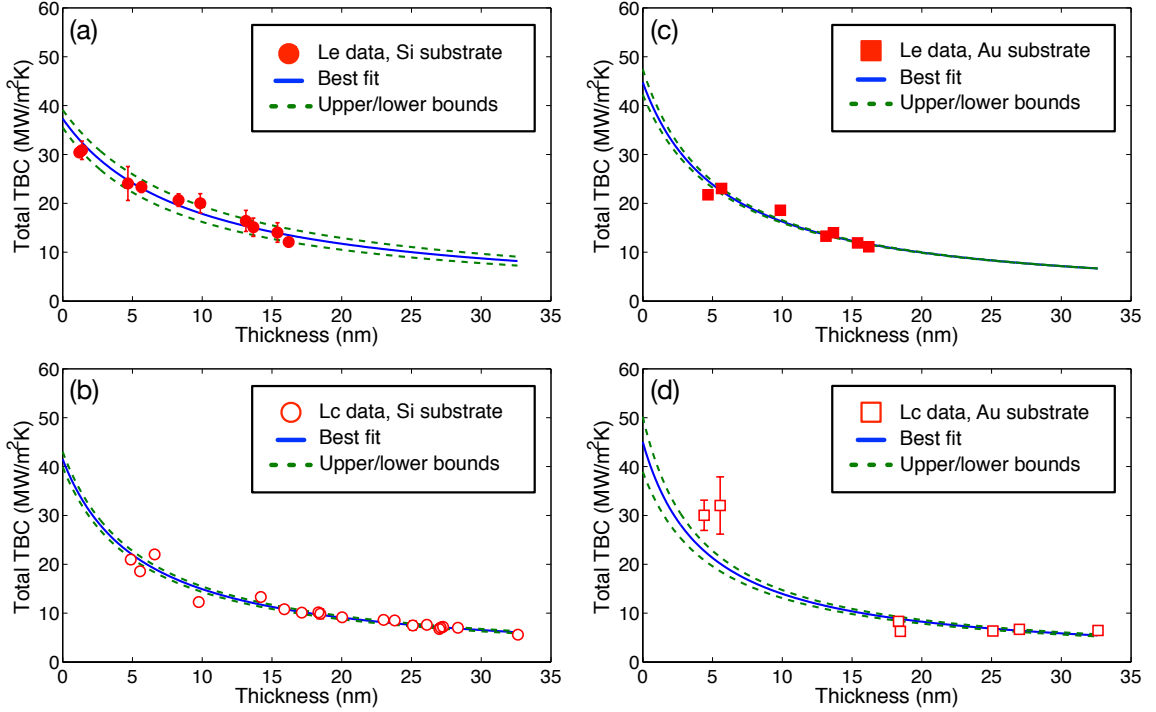 (a)
Le data, Si substrate
Best fit
Upper/lower bounds
Total TBC (MW/m²K)
60
50
40
30
20
10
0
0 5 10 15 20 25 30 35
Thickness (nm)
(c)
Le data, Au substrate
Best fit
Upper/lower bounds
Total TBC (MW/m²K)
60
50
40
30
20
10
0
0 5 10 15 20 25 30 35
Thickness (nm)
(b)
Lc data, Si substrate
Best fit
Upper/lower bounds
Total TBC (MW/m²K)
60
50
40
30
20
10
0
0 5 10 15 20 25 30 35
Thickness (nm)
(d)
Lc data, Au substrate
Best fit
Upper/lower bounds
Total TBC (MW/m²K)
60
50
40
30
20
10
0
0 5 10 15 20 25 30 35
Thickness (nm)